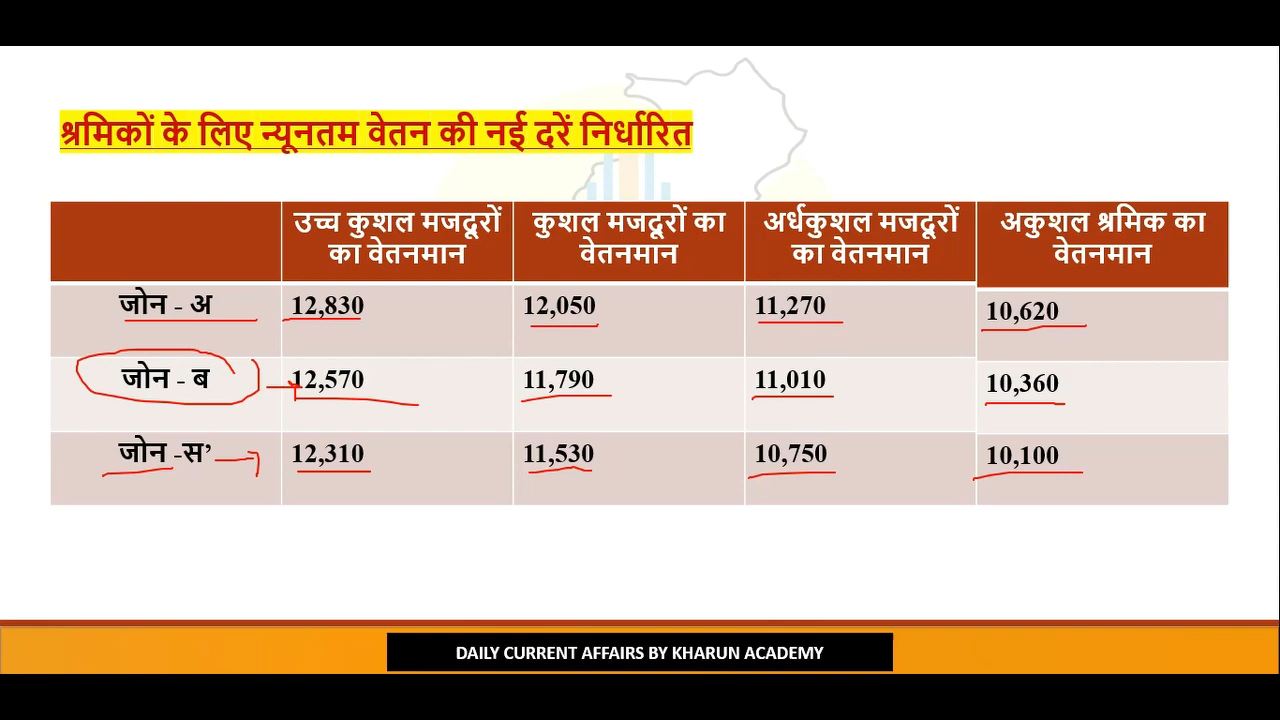 श्रमिकों के लिए न्यूनतम वेतन की नई दरें निर्धारित
उच्च कुशल मजदूरों का वेतनमान
कुशल मजदूरों का वेतनमान
अर्धकुशल मजदूरों का वेतनमान
अकुशल श्रमिक का वेतनमान
जोन - अ 12,830 12,050 11,270 10,620
जोन - ब 12,570 11,790 11,010 10,360
जोन -स’ 12,310 11,530 10,750 10,100
DAILY CURRENT AFFAIRS BY KHARUN ACADEMY